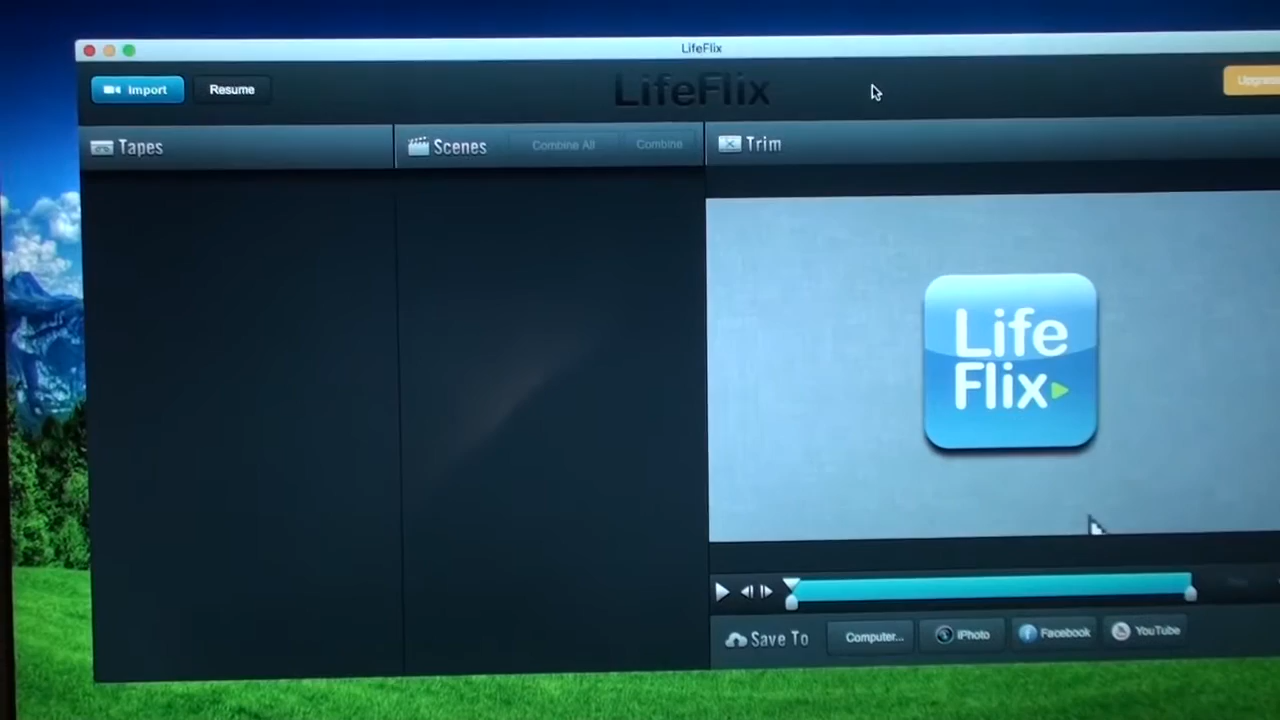 LifeFlix
Import
Resume
LifeFlix
Tapes
Scenes
Combine All
Combine
Trim
Life
Flix
Save To
Computer...
iPhoto
Facebook
YouTube